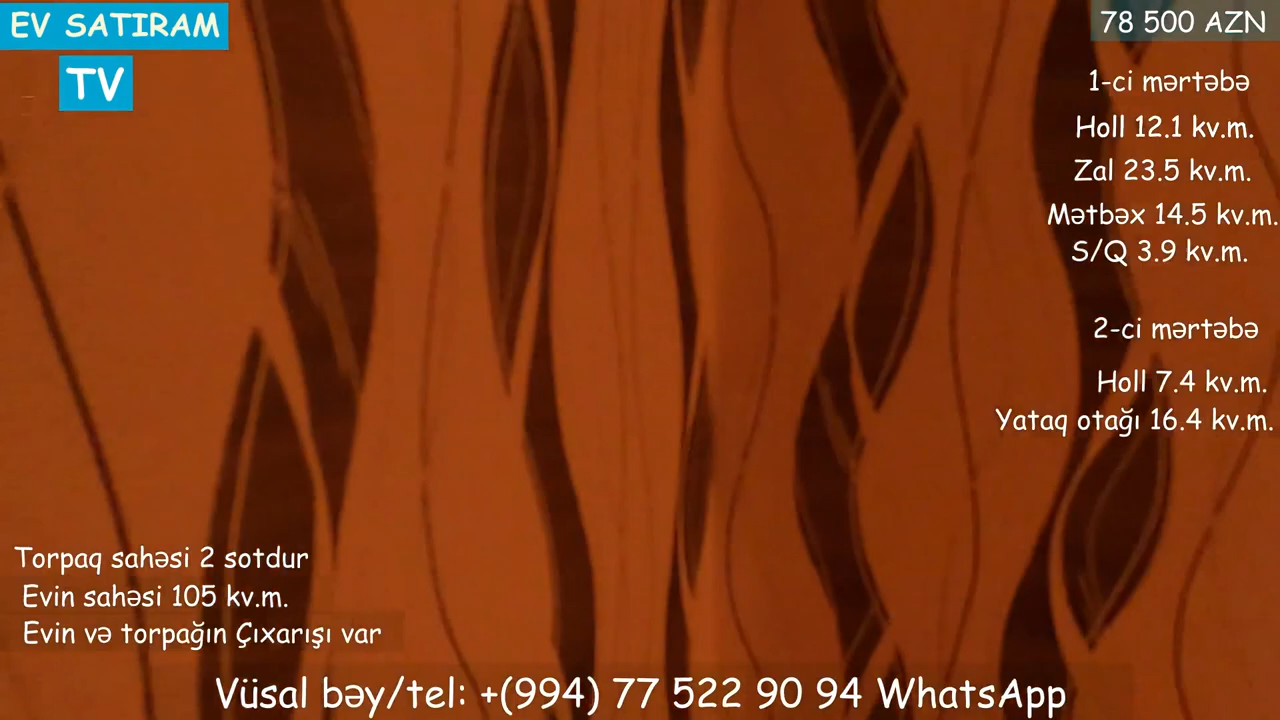 EV SATIRAM
TV
78 500 AZN
1-ci mərtəbə
Holl 12.1 kv.m.
Zal 23.5 kv.m.
Mətbəx 14.5 kv.m.
S/Q 3.9 kv.m.
2-ci mərtəbə
Holl 7.4 kv.m.
Yataq otağı 16.4 kv.m.
Torpaq sahəsi 2 sotdur
Evin sahəsi 105 kv.m.
Evin və torpağın Çıxarışı var
Vüsal bəy/tel: +(994) 77 522 90 94 WhatsApp